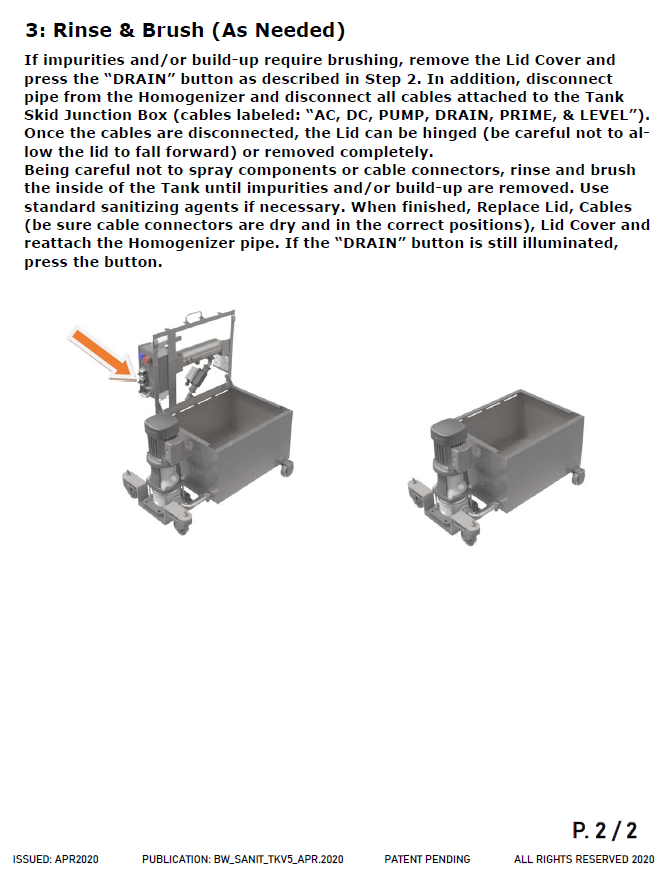 3: Rinse & Brush (As Needed)
If impurities and/or build-up require brushing, remove the Lid Cover and
press the “DRAIN” button as described in Step 2. In addition, disconnect
pipe from the Homogenizer and disconnect all cables attached to the Tank
Skid Junction Box (cables labeled: “AC, DC, PUMP, DRAIN, PRIME, & LEVEL”).
Once the cables are disconnected, the Lid can be hinged (be careful not to al-
low the lid to fall forward) or removed completely.
Being careful not to spray components or cable connectors, rinse and brush
the inside of the Tank until impurities and/or build-up are removed. Use
standard sanitizing agents if necessary. When finished, Replace Lid, Cables
(be sure cable connectors are dry and in the correct positions), Lid Cover and
reattach the Homogenizer pipe. If the “DRAIN” button is still illuminated,
press the button.
P. 2 / 2
ISSUED: APR2020 PUBLICATION: BW_SANIT_TKV5_APR.2020 PATENT PENDING ALL RIGHTS RESERVED 2020